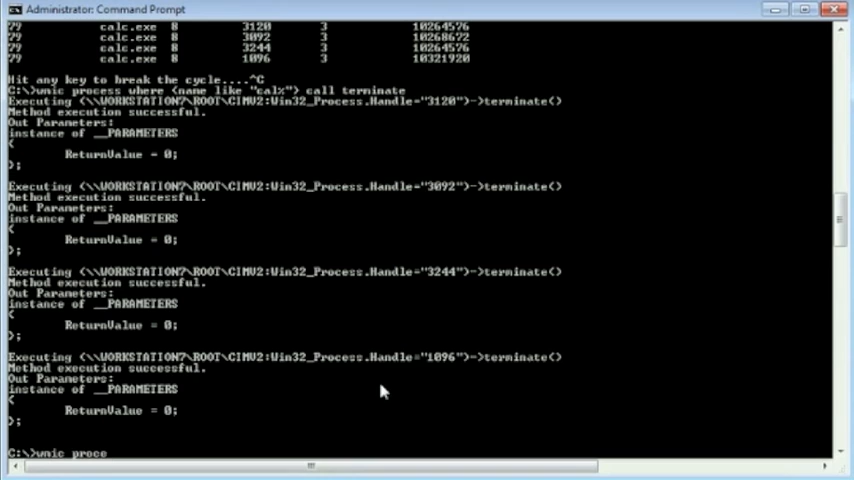 Administrator: Command Prompt
79 calc.exe 8 3120 3 10264576
79 calc.exe 8 3092 3 10268672
79 calc.exe 8 3244 3 10264576
79 calc.exe 8 1096 3 10321920
Hit any key to break the cycle....^C
C:\>wmic process where (name like "cal%") call terminate
Executing (\\WORKSTATION7\ROOT\CIMV2:Win32_Process.Handle="3120")->terminate()
Method execution successful.
Out Parameters:
instance of __PARAMETERS
{
ReturnValue = 0;
};
Executing (\\WORKSTATION7\ROOT\CIMV2:Win32_Process.Handle="3092")->terminate()
Method execution successful.
Out Parameters:
instance of __PARAMETERS
{
ReturnValue = 0;
};
Executing (\\WORKSTATION7\ROOT\CIMV2:Win32_Process.Handle="3244")->terminate()
Method execution successful.
Out Parameters:
instance of __PARAMETERS
{
ReturnValue = 0;
};
Executing (\\WORKSTATION7\ROOT\CIMV2:Win32_Process.Handle="1096")->terminate()
Method execution successful.
Out Parameters:
instance of __PARAMETERS
{
ReturnValue = 0;
};
C:\>wmic proce